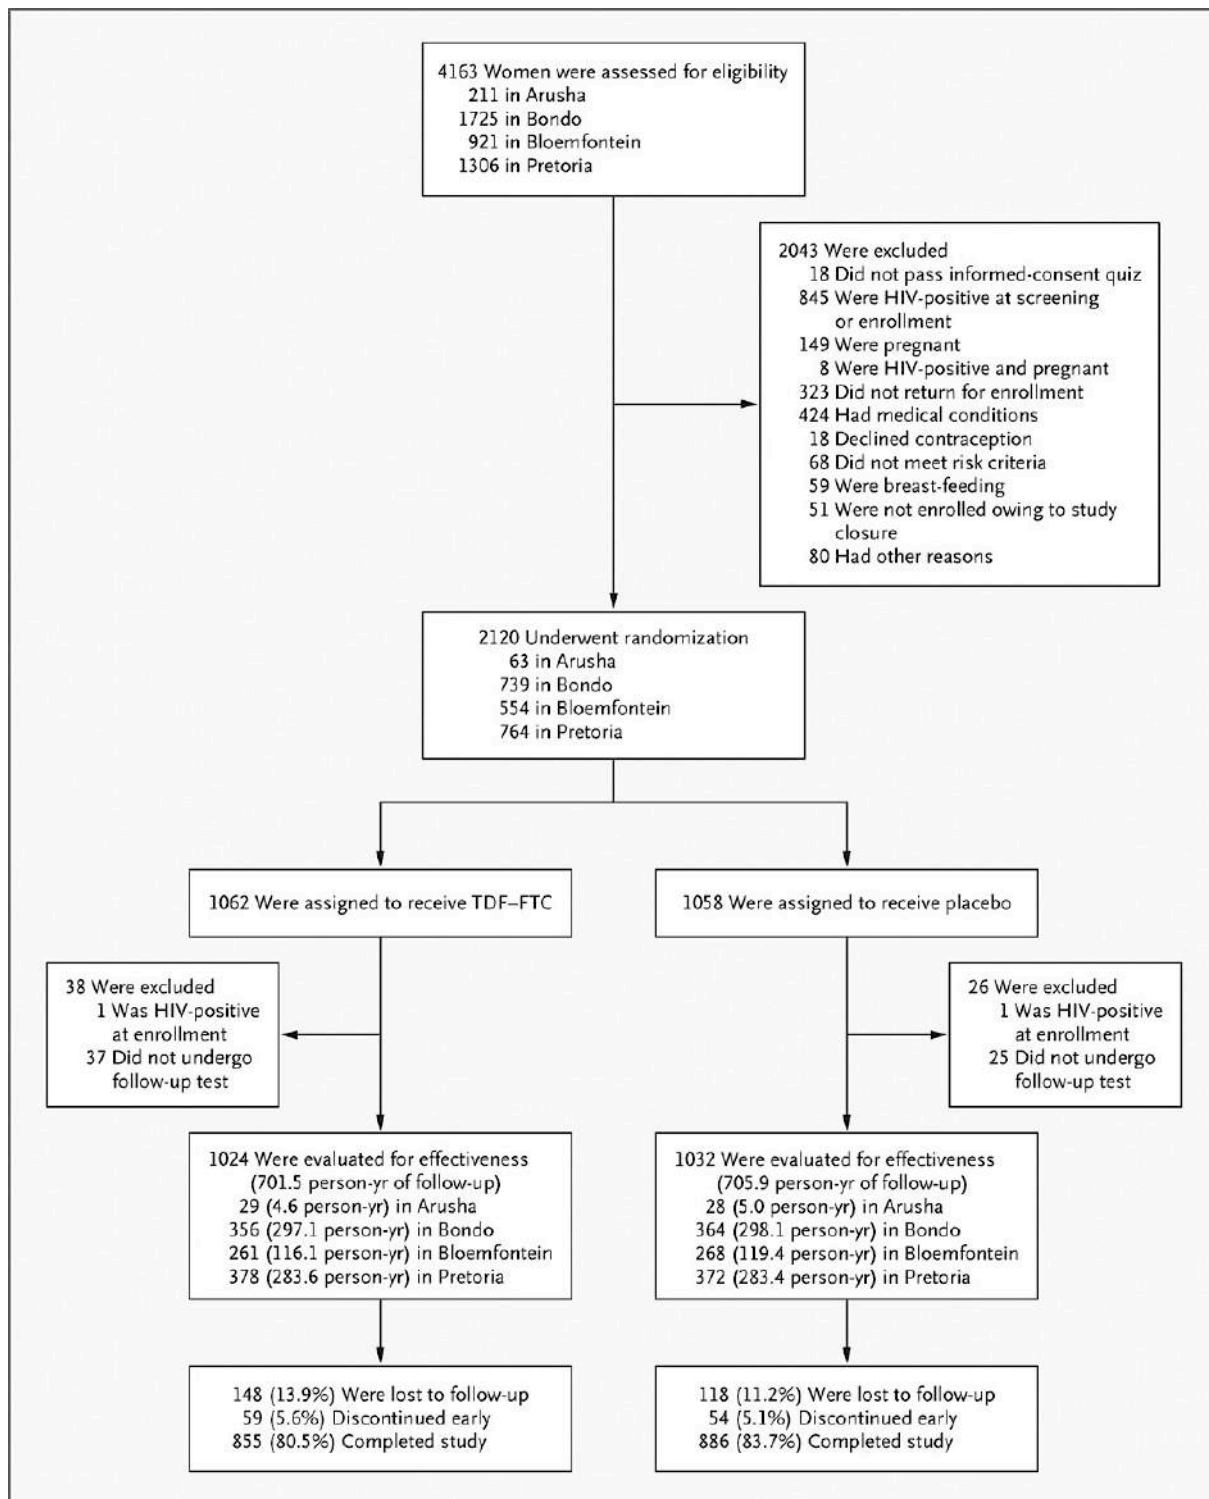 4163 Women were assessed for eligibility
211 in Arusha
1725 in Bondo
921 in Bloemfontein
1306 in Pretoria
2043 Were excluded
18 Did not pass informed-consent quiz
845 Were HIV-positive at screening
or enrollment
149 Were pregnant
8 Were HIV-positive and pregnant
323 Did not return for enrollment
424 Had medical conditions
18 Declined contraception
68 Did not meet risk criteria
59 Were breast-feeding
51 Were not enrolled owing to study
closure
80 Had other reasons
2120 Underwent randomization
63 in Arusha
739 in Bondo
554 in Bloemfontein
764 in Pretoria
1062 Were assigned to receive TDF–FTC
1058 Were assigned to receive placebo
38 Were excluded
1 Was HIV-positive
at enrollment
37 Did not undergo
follow-up test
26 Were excluded
1 Was HIV-positive
at enrollment
25 Did not undergo
follow-up test
1024 Were evaluated for effectiveness
(701.5 person-yr of follow-up)
29 (4.6 person-yr) in Arusha
356 (297.1 person-yr) in Bondo
261 (116.1 person-yr) in Bloemfontein
378 (283.6 person-yr) in Pretoria
1032 Were evaluated for effectiveness
(705.9 person-yr of follow-up)
28 (5.0 person-yr) in Arusha
364 (298.1 person-yr) in Bondo
268 (119.4 person-yr) in Bloemfontein
372 (283.4 person-yr) in Pretoria
148 (13.9%) Were lost to follow-up
59 (5.6%) Discontinued early
855 (80.5%) Completed study
118 (11.2%) Were lost to follow-up
54 (5.1%) Discontinued early
886 (83.7%) Completed study